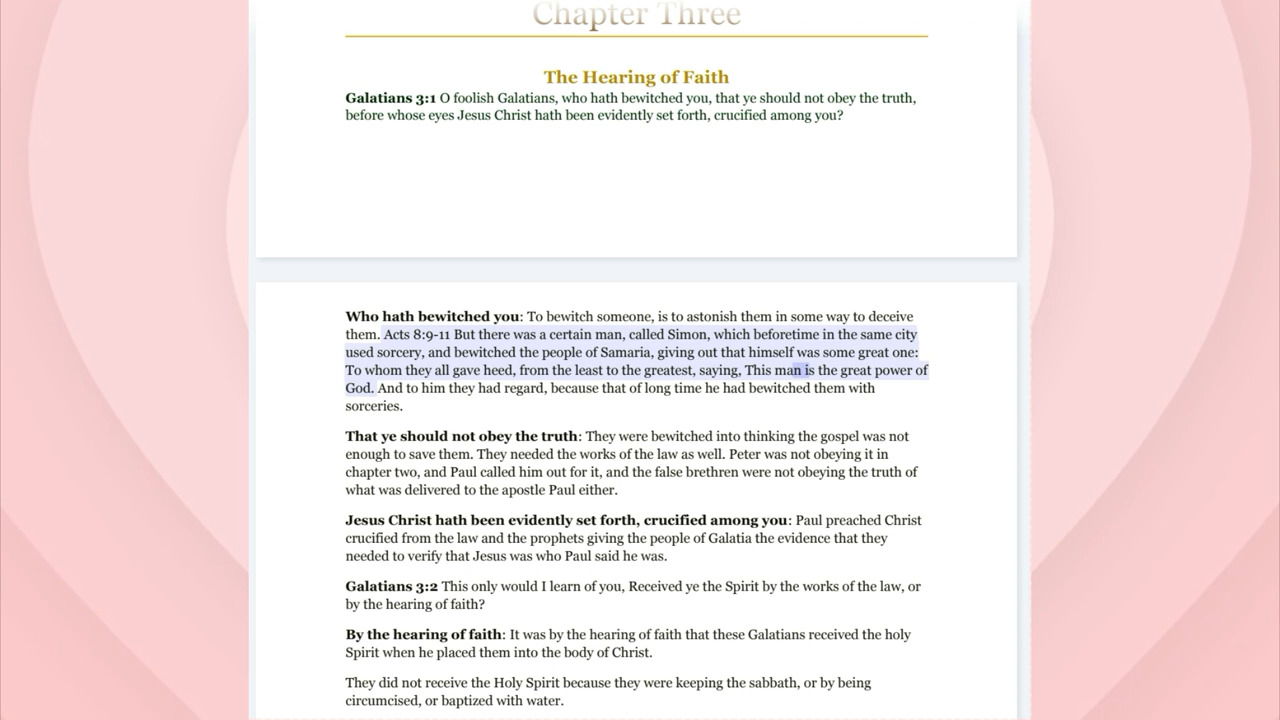 Chapter Three
The Hearing of Faith
Galatians 3:1 O foolish Galatians, who hath bewitched you, that ye should not obey the truth,
before whose eyes Jesus Christ hath been evidently set forth, crucified among you?
Who hath bewitched you: To bewitch someone, is to astonish them in some way to deceive
them. Acts 8:9-11 But there was a certain man, called Simon, which beforetime in the same city
used sorcery, and bewitched the people of Samaria, giving out that himself was some great one:
To whom they all gave heed, from the least to the greatest, saying, This man is the great power of
God. And to him they had regard, because that of long time he had bewitched them with
sorceries.
That ye should not obey the truth: They were bewitched into thinking the gospel was not
enough to save them. They needed the works of the law as well. Peter was not obeying it in
chapter two, and Paul called him out for it, and the false brethren were not obeying the truth of
what was delivered to the apostle Paul either.
Jesus Christ hath been evidently set forth, crucified among you: Paul preached Christ
crucified from the law and the prophets giving the people of Galatia the evidence that they
needed to verify that Jesus was who Paul said he was.
Galatians 3:2 This only would I learn of you, Received ye the Spirit by the works of the law, or
by the hearing of faith?
By the hearing of faith: It was by the hearing of faith that these Galatians received the holy
Spirit when he placed them into the body of Christ.
They did not receive the Holy Spirit because they were keeping the sabbath, or by being
circumcised, or baptized with water.